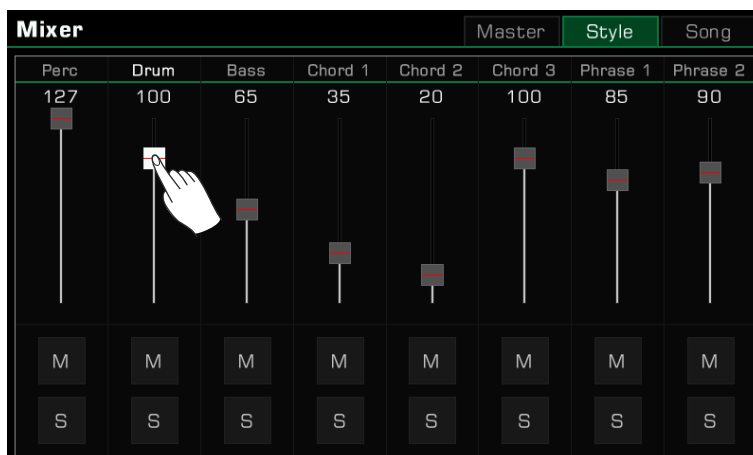 Mixer Master Style Song
Perc Drum Bass Chord 1 Chord 2 Chord 3 Phrase 1 Phrase 2
127 100 65 35 20 100 85 90
M M M M M M M M
S S S S S S S S